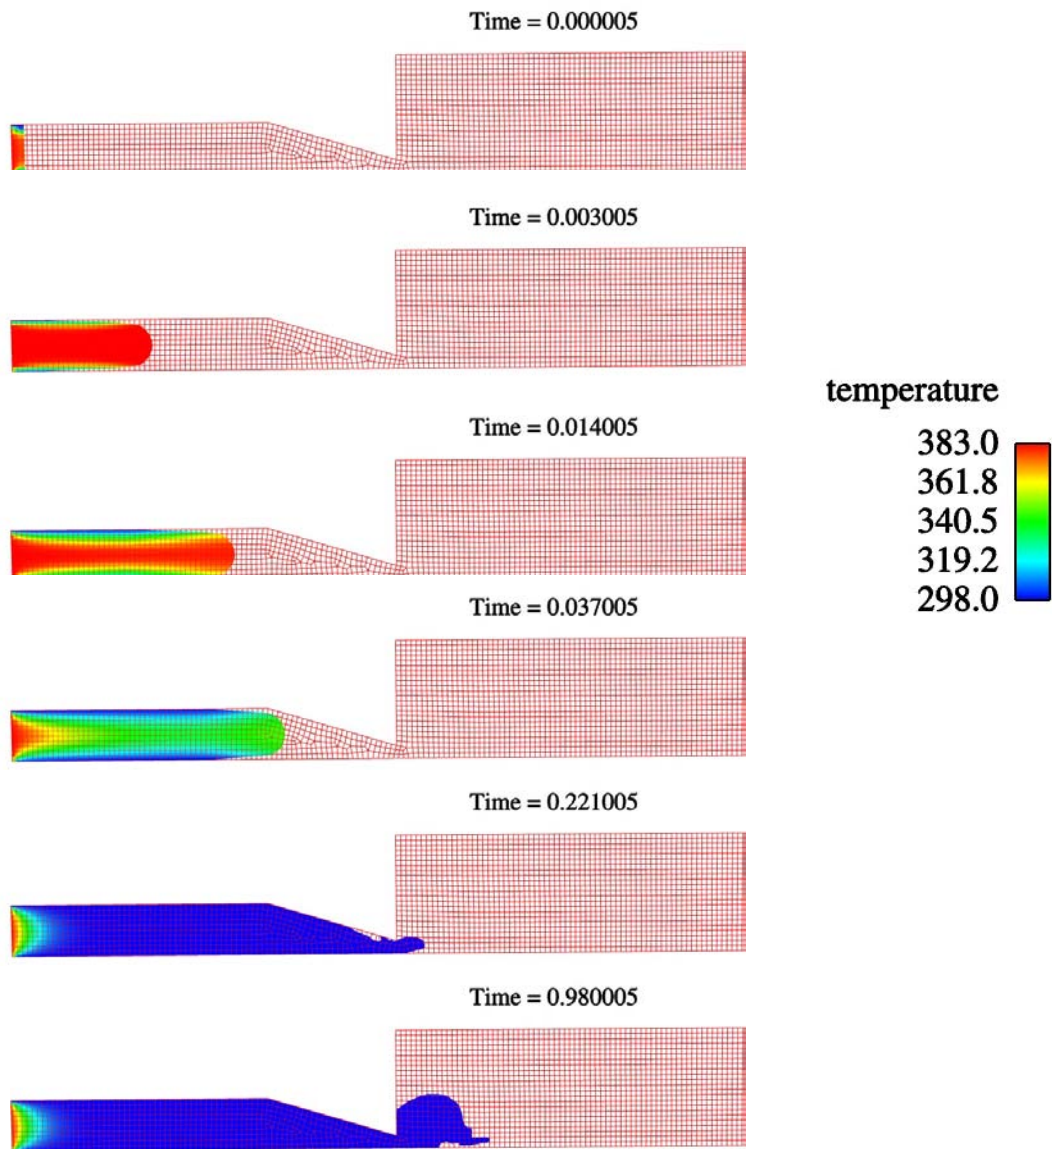 Time = 0.000005
Time = 0.003005
temperature
383.0
361.8
340.5
319.2
298.0
Time = 0.014005
Time = 0.037005
Time = 0.221005
Time = 0.980005